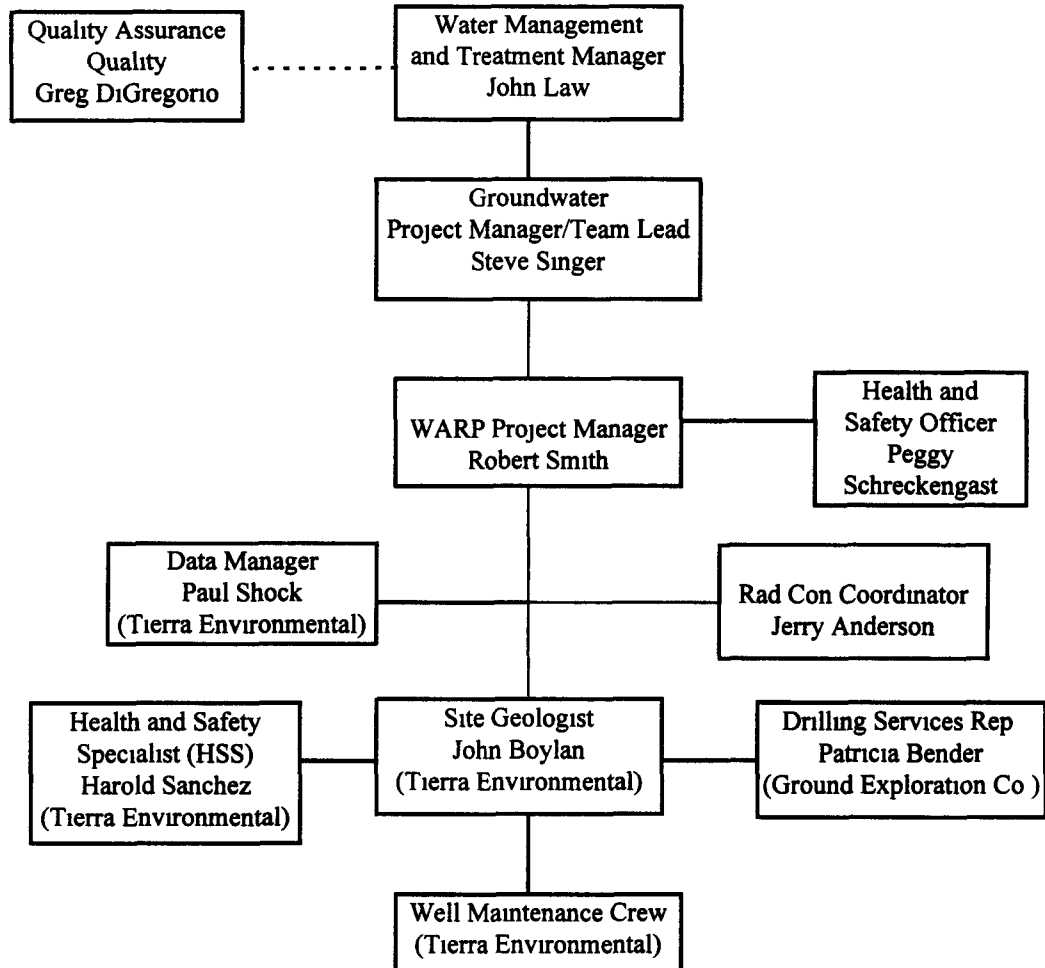 Quality Assurance
Quality
Greg DiGregorio
Water Management
and Treatment Manager
John Law
Groundwater
Project Manager/Team Lead
Steve Singer
WARP Project Manager
Robert Smith
Health and
Safety Officer
Peggy
Schreckengast
Data Manager
Paul Shock
(Tierra Environmental)
Rad Con Coordinator
Jerry Anderson
Health and Safety
Specialist (HSS)
Harold Sanchez
(Tierra Environmental)
Site Geologist
John Boylan
(Tierra Environmental)
Drilling Services Rep
Patricia Bender
(Ground Exploration Co )
Well Maintenance Crew
(Tierra Environmental)